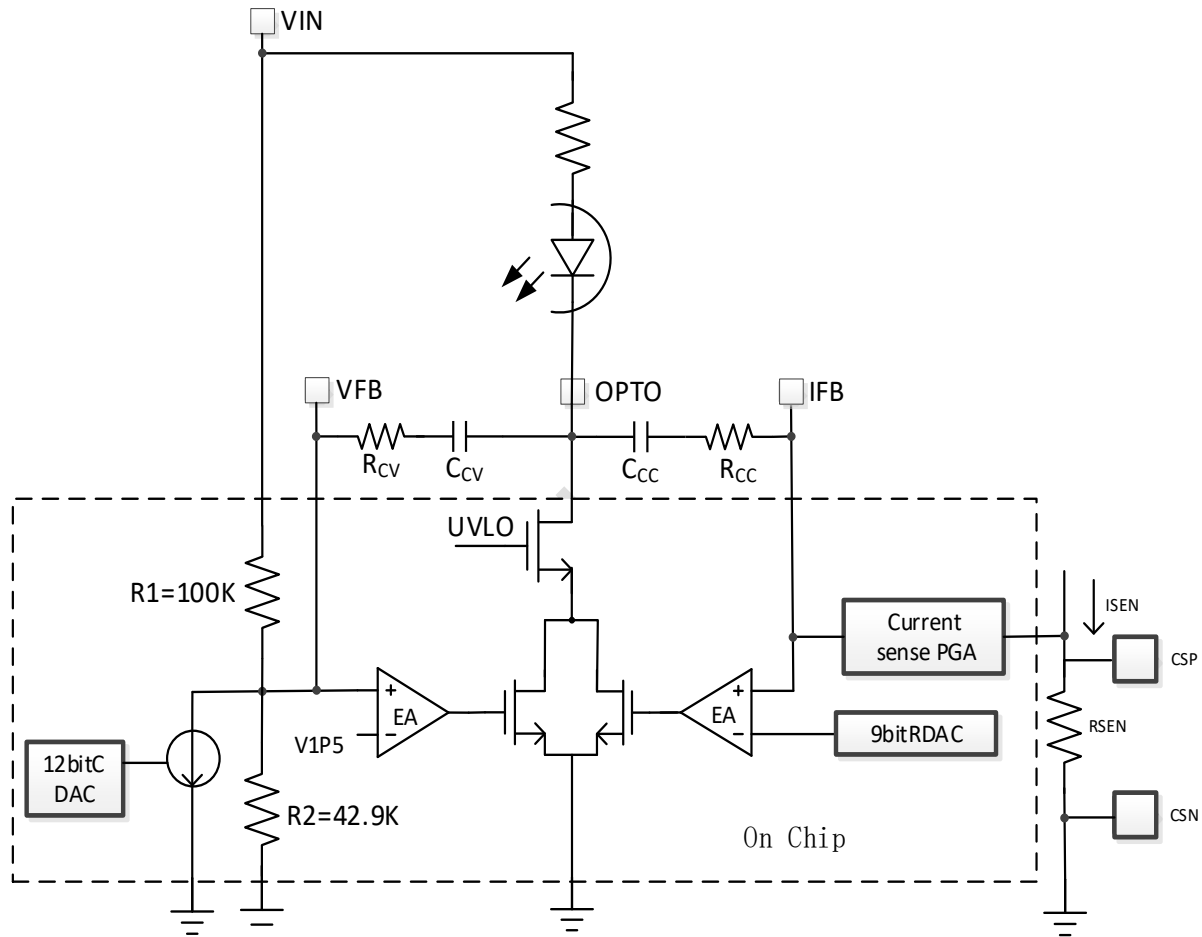 VIN
VFB
OPTO
IFB
RCV
CCV
CCC
RCC
UVLO
R1=100K
Current
sense PGA
ISEN
CSP
EA
+
−
EA
+
−
V1P5
9bitRDAC
RSEN
12bitC
DAC
R2=42.9K
CSN
On Chip